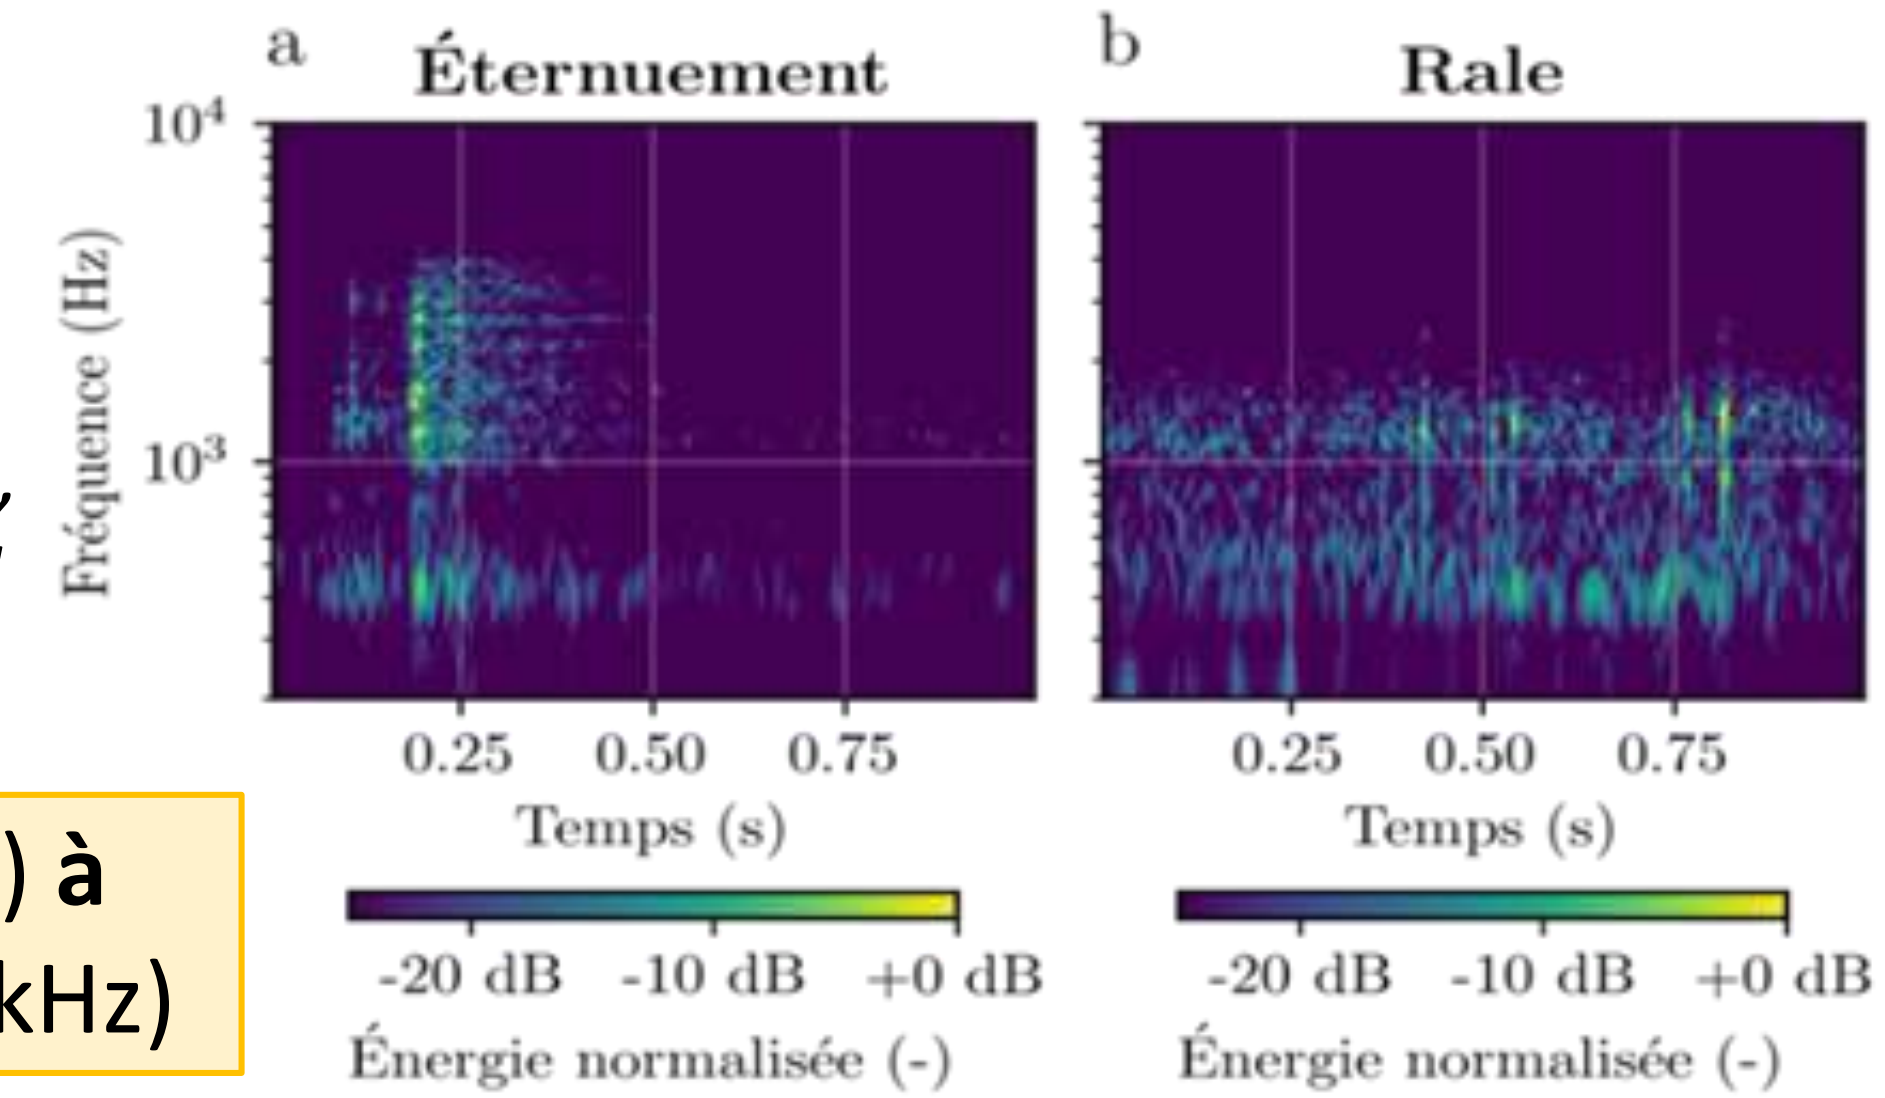 a
Éternuement
b
Rale
Fréquence (Hz)
10⁴
10³
0.25 0.50 0.75
0.25 0.50 0.75
Temps (s)
Temps (s)
-20 dB -10 dB +0 dB
-20 dB -10 dB +0 dB
Énergie normalisée (-)
Énergie normalisée (-)
) à
kHz)